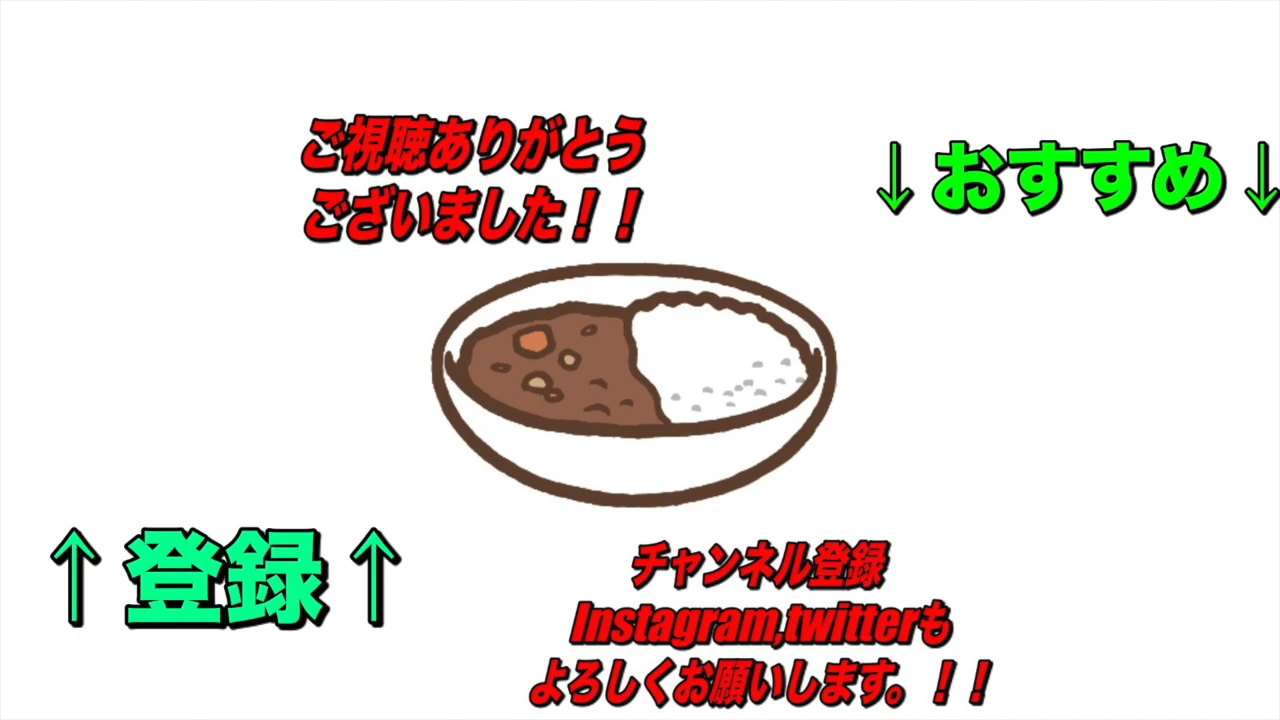 ご視聴ありがとう
ございました！！
↓おすすめ↓
↑登録↑
チャンネル登録
Instagram,twitterも
よろしくお願いします。！！